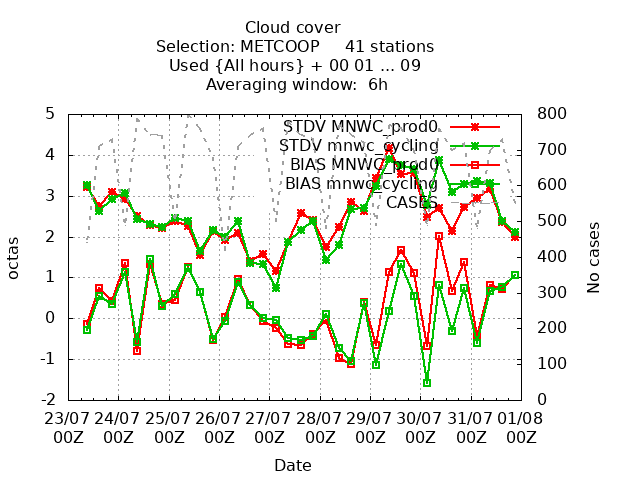 Cloud cover
Selection: METCOOP     41 stations
Used {All hours} + 00 01 ... 09
Averaging window:  6h
STDV MNWC_prod0
STDV mnwc_cycling
BIAS MNWC_prod0
BIAS mnwc_cycling
CASES
5
4
3
2
1
0
-1
-2
octas
800
700
600
500
400
300
200
100
0
No cases
23/07 24/07 25/07 26/07 27/07 28/07 29/07 30/07 31/07 01/08
00Z 00Z 00Z 00Z 00Z 00Z 00Z 00Z 00Z 00Z
Date